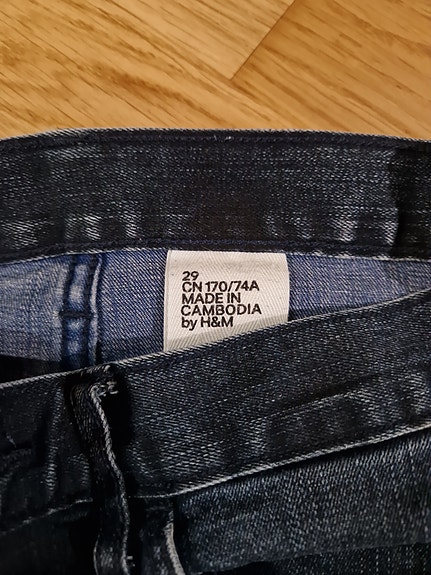 29
CN 170/74A
MADE IN
CAMBODIA
by H&M